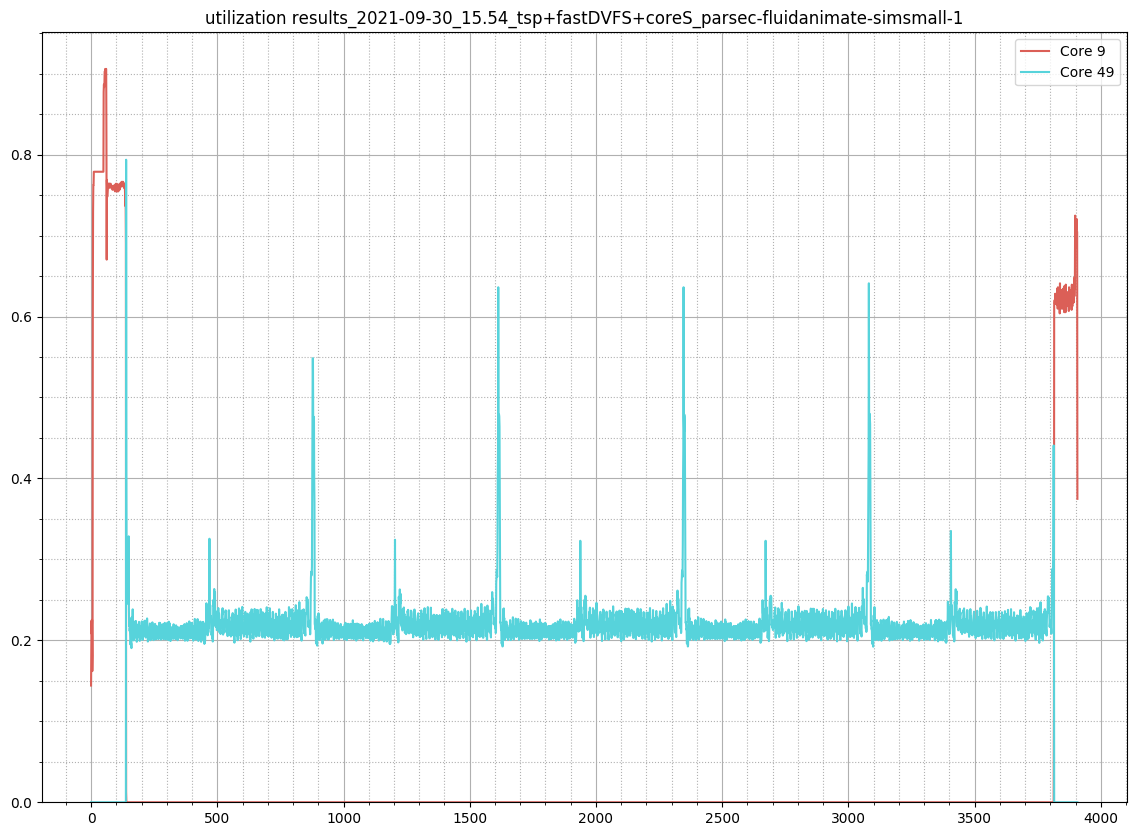 utilization results_2021-09-30_15.54_tsp+fastDVFS+coreS_parsec-fluidanimate-simsmall-1
Core 9
Core 49
0.8
0.6
0.4
0.2
0.0
0 500 1000 1500 2000 2500 3000 3500 4000